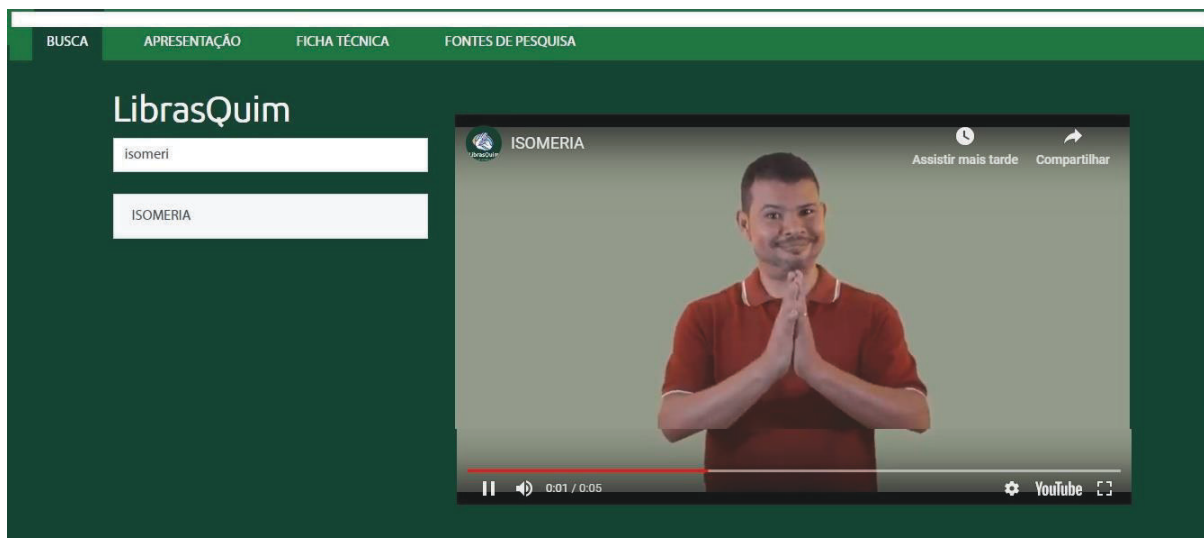 BUSCA APRESENTAÇÃO FICHA TÉCNICA FONTES DE PESQUISA
LibrasQuim
isomeri
ISOMERIA
LibrasQuim
ISOMERIA
Assistir mais tarde
Compartilhar
0:01 / 0:05
YouTube